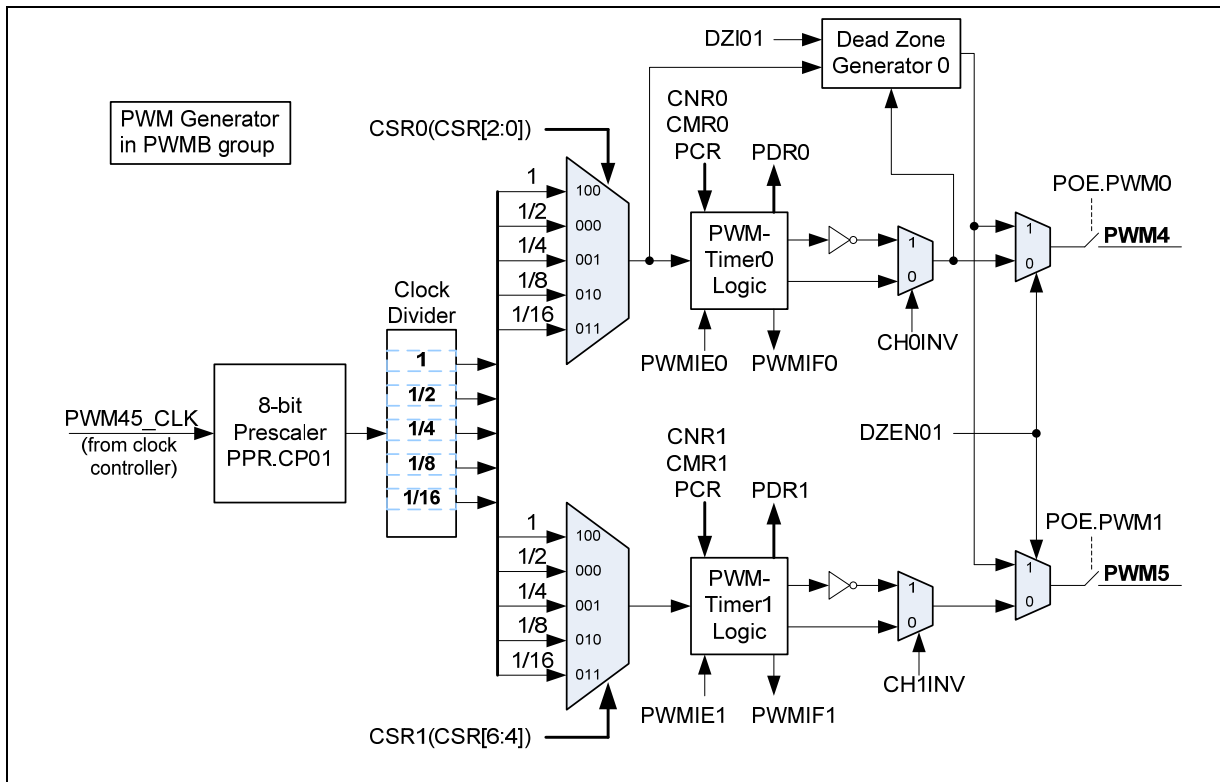 PWM Generator
in PWMB group
DZI01
Dead Zone
Generator 0
CSR0(CSR[2:0])
CNR0
CMR0
PCR
PDR0
1
1/2
1/4
1/8
1/16
100
000
001
010
011
PWM-
Timer0
Logic
1
0
CH0INV
PWMIE0
PWMIF0
POE.PWM0
1
0
PWM4
Clock
Divider
1
1/2
1/4
1/8
1/16
PWM45_CLK
(from clock
controller)
8-bit
Prescaler
PPR.CP01
DZEN01
CNR1
CMR1
PCR
PDR1
1
1/2
1/4
1/8
1/16
100
000
001
010
011
PWM-
Timer1
Logic
1
0
CH1INV
PWMIE1
PWMIF1
POE.PWM1
1
0
PWM5
CSR1(CSR[6:4])